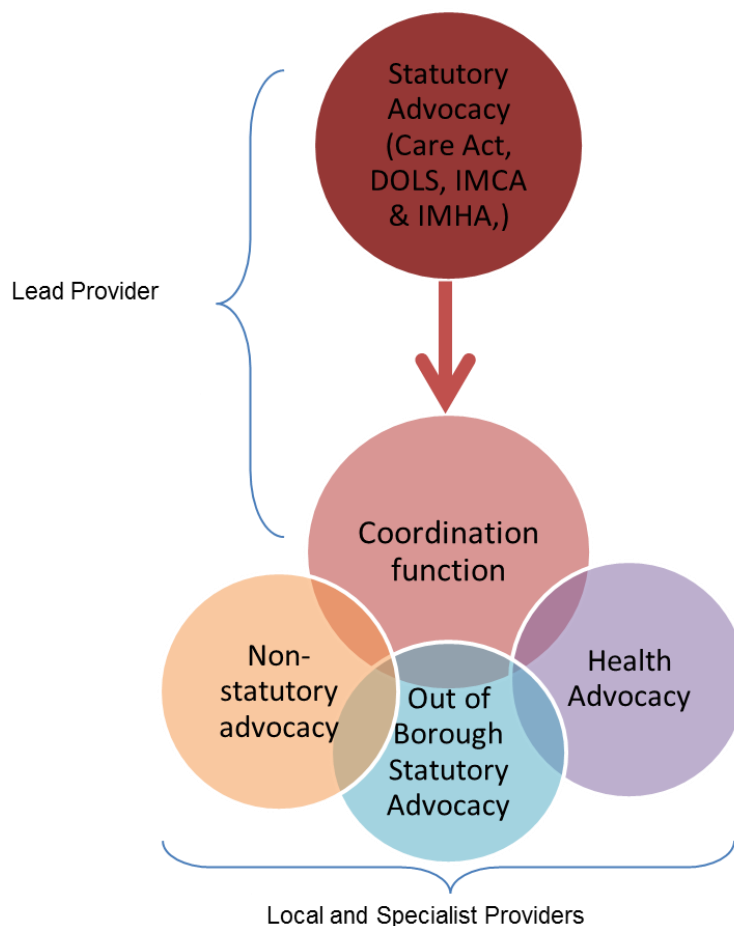 Statutory
Advocacy
(Care Act,
DOLS, IMCA
& IMHA,)
Lead Provider
Coordination
function
Non-
statutory
advocacy
Out of
Borough
Statutory
Advocacy
Health
Advocacy
Local and Specialist Providers